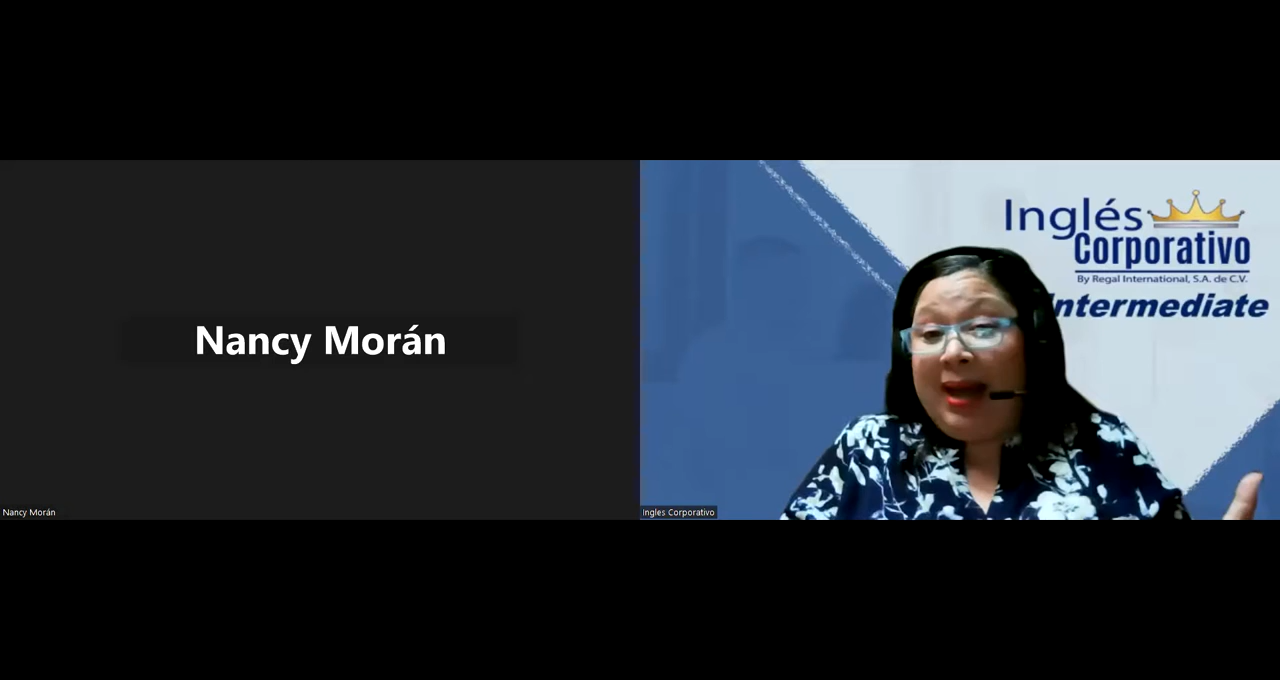 Nancy Morán
Nancy Morán
Inglés
Corporativo
By Regal International, S.A. de C.V.
Intermediate
Ingles Corporativo